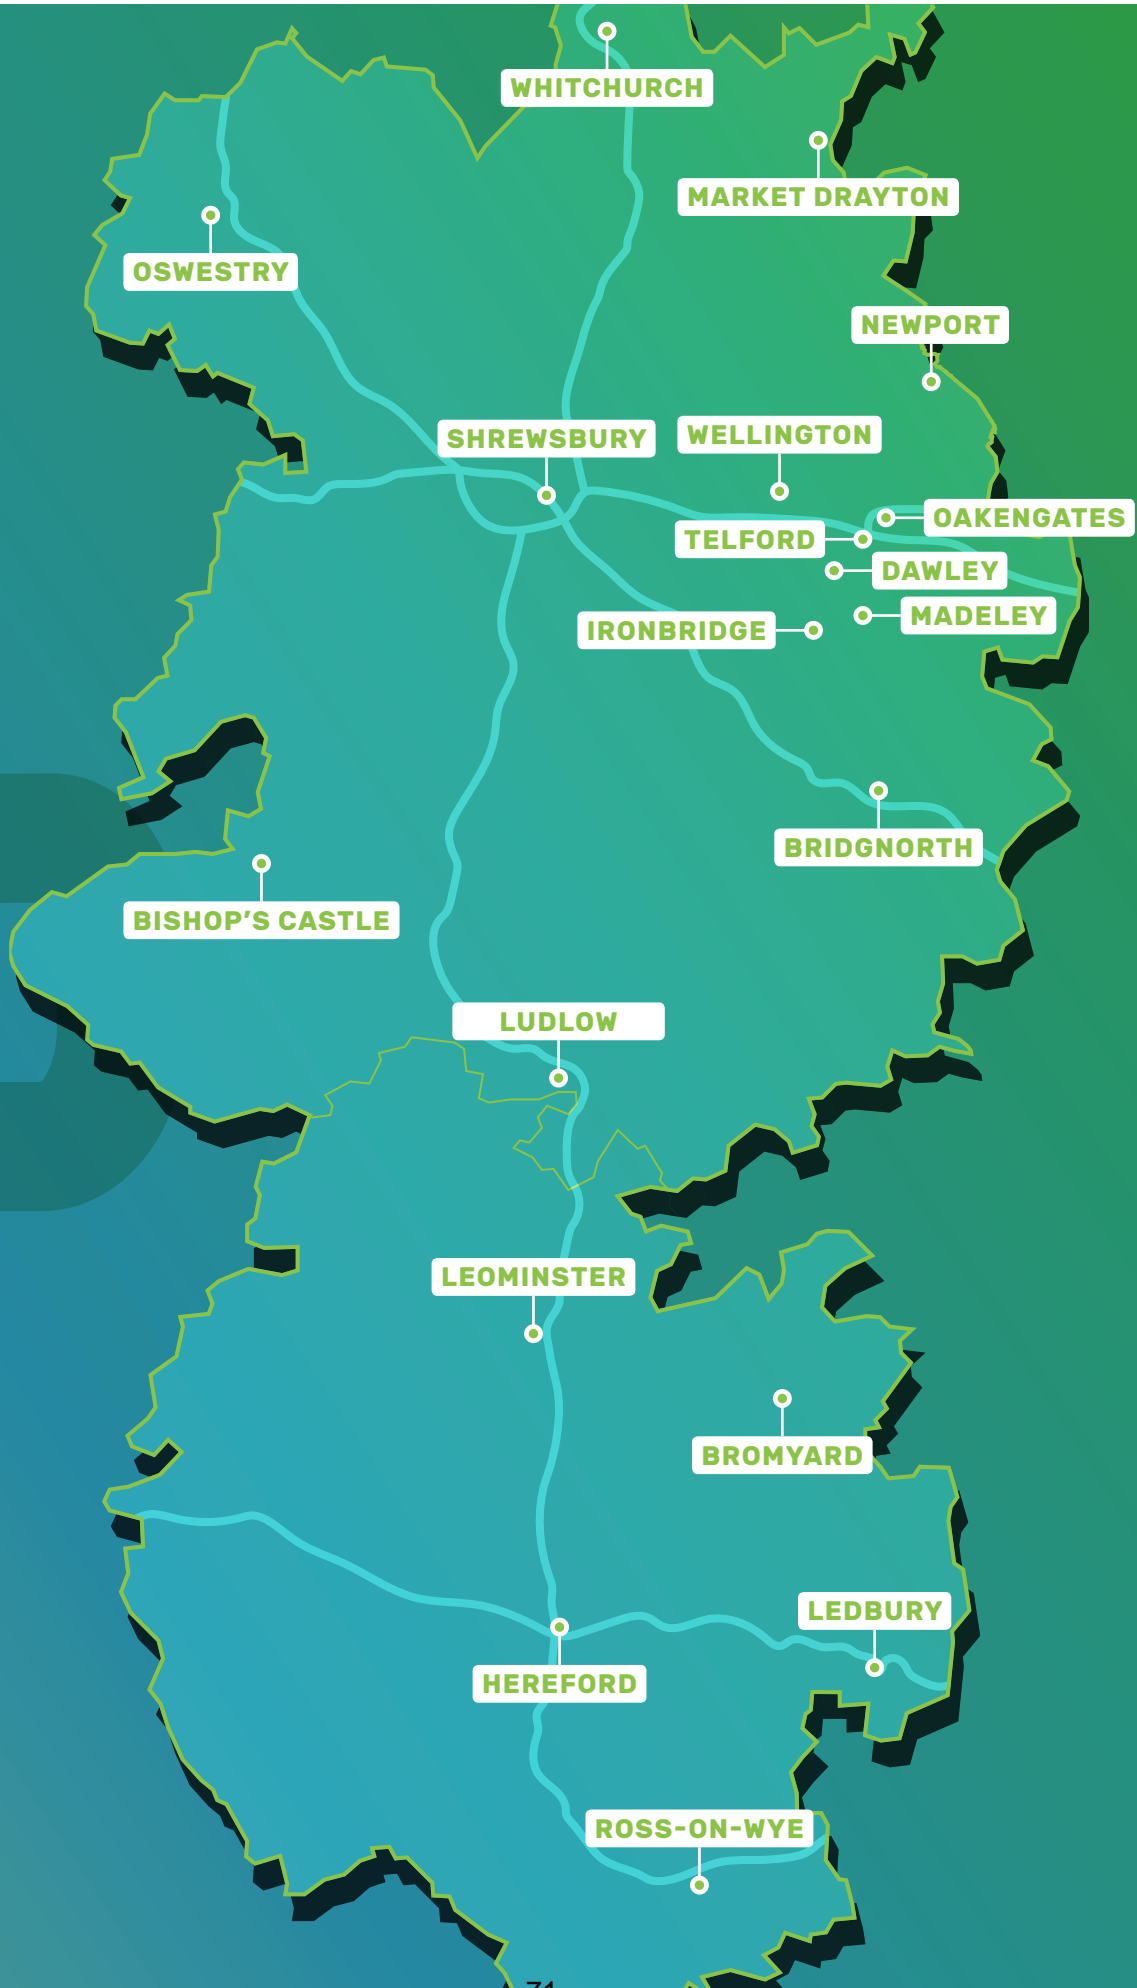 WHITCHURCH
MARKET DRAYTON
OSWESTRY
NEWPORT
SHREWSBURY
WELLINGTON
OAKENGATES
TELFORD
DAWLEY
MADELEY
IRONBRIDGE
BRIDGNORTH
BISHOP'S CASTLE
LUDLOW
LEOMINSTER
BROMYARD
LEDBURY
HEREFORD
ROSS-ON-WYE
71